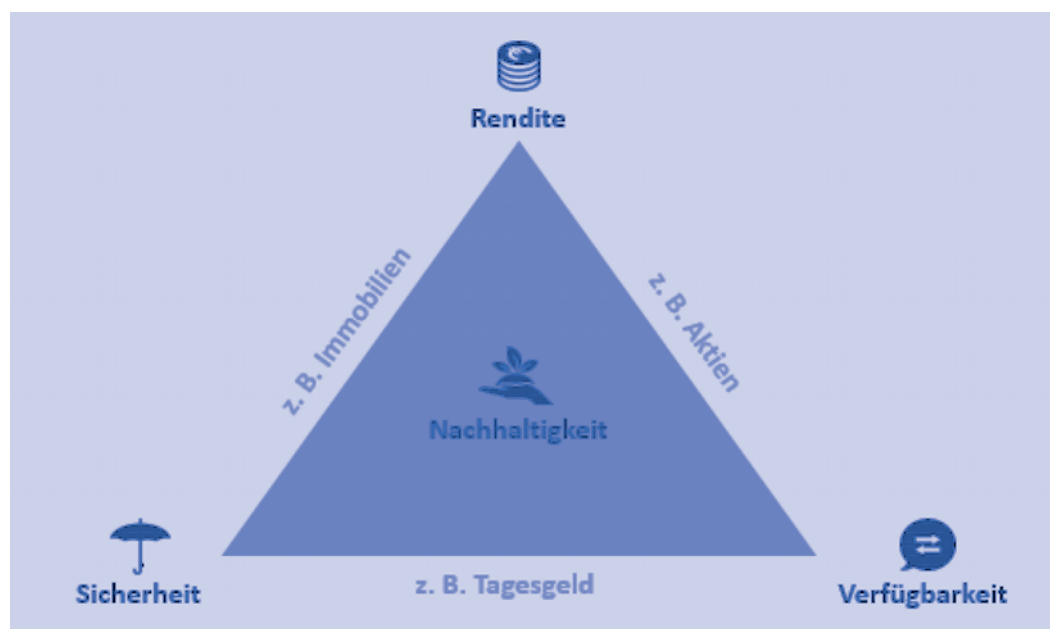 Rendite
z. B. Immobilien
z. B. Aktien
Nachhaltigkeit
Sicherheit
z. B. Tagesgeld
Verfügbarkeit